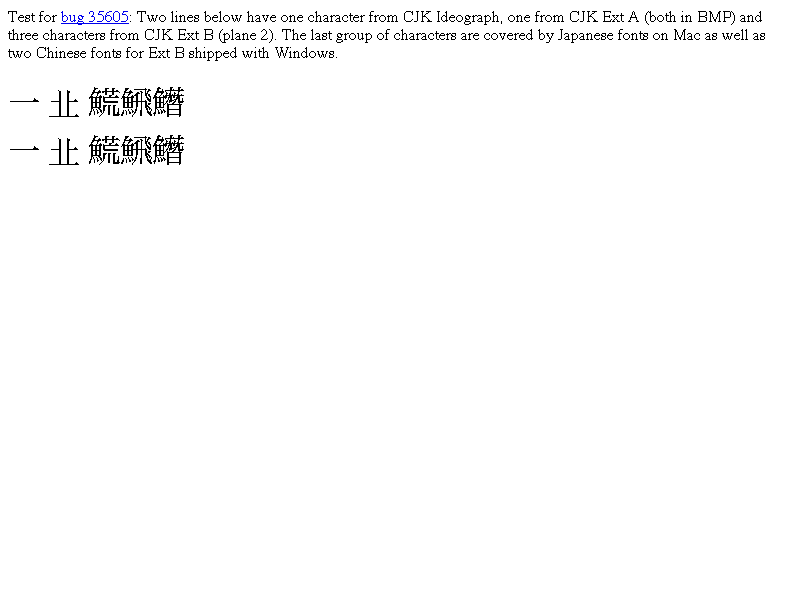 Test for bug 35605: Two lines below have one character from CJK Ideograph, one from CJK Ext A (both in BMP) and
three characters from CJK Ext B (plane 2). The last group of characters are covered by Japanese fonts on Mac as well as
two Chinese fonts for Ext B shipped with Windows.
一 㐀 𩺊𩹉𩻛
一 㐀 𩺊𩹉𩻛